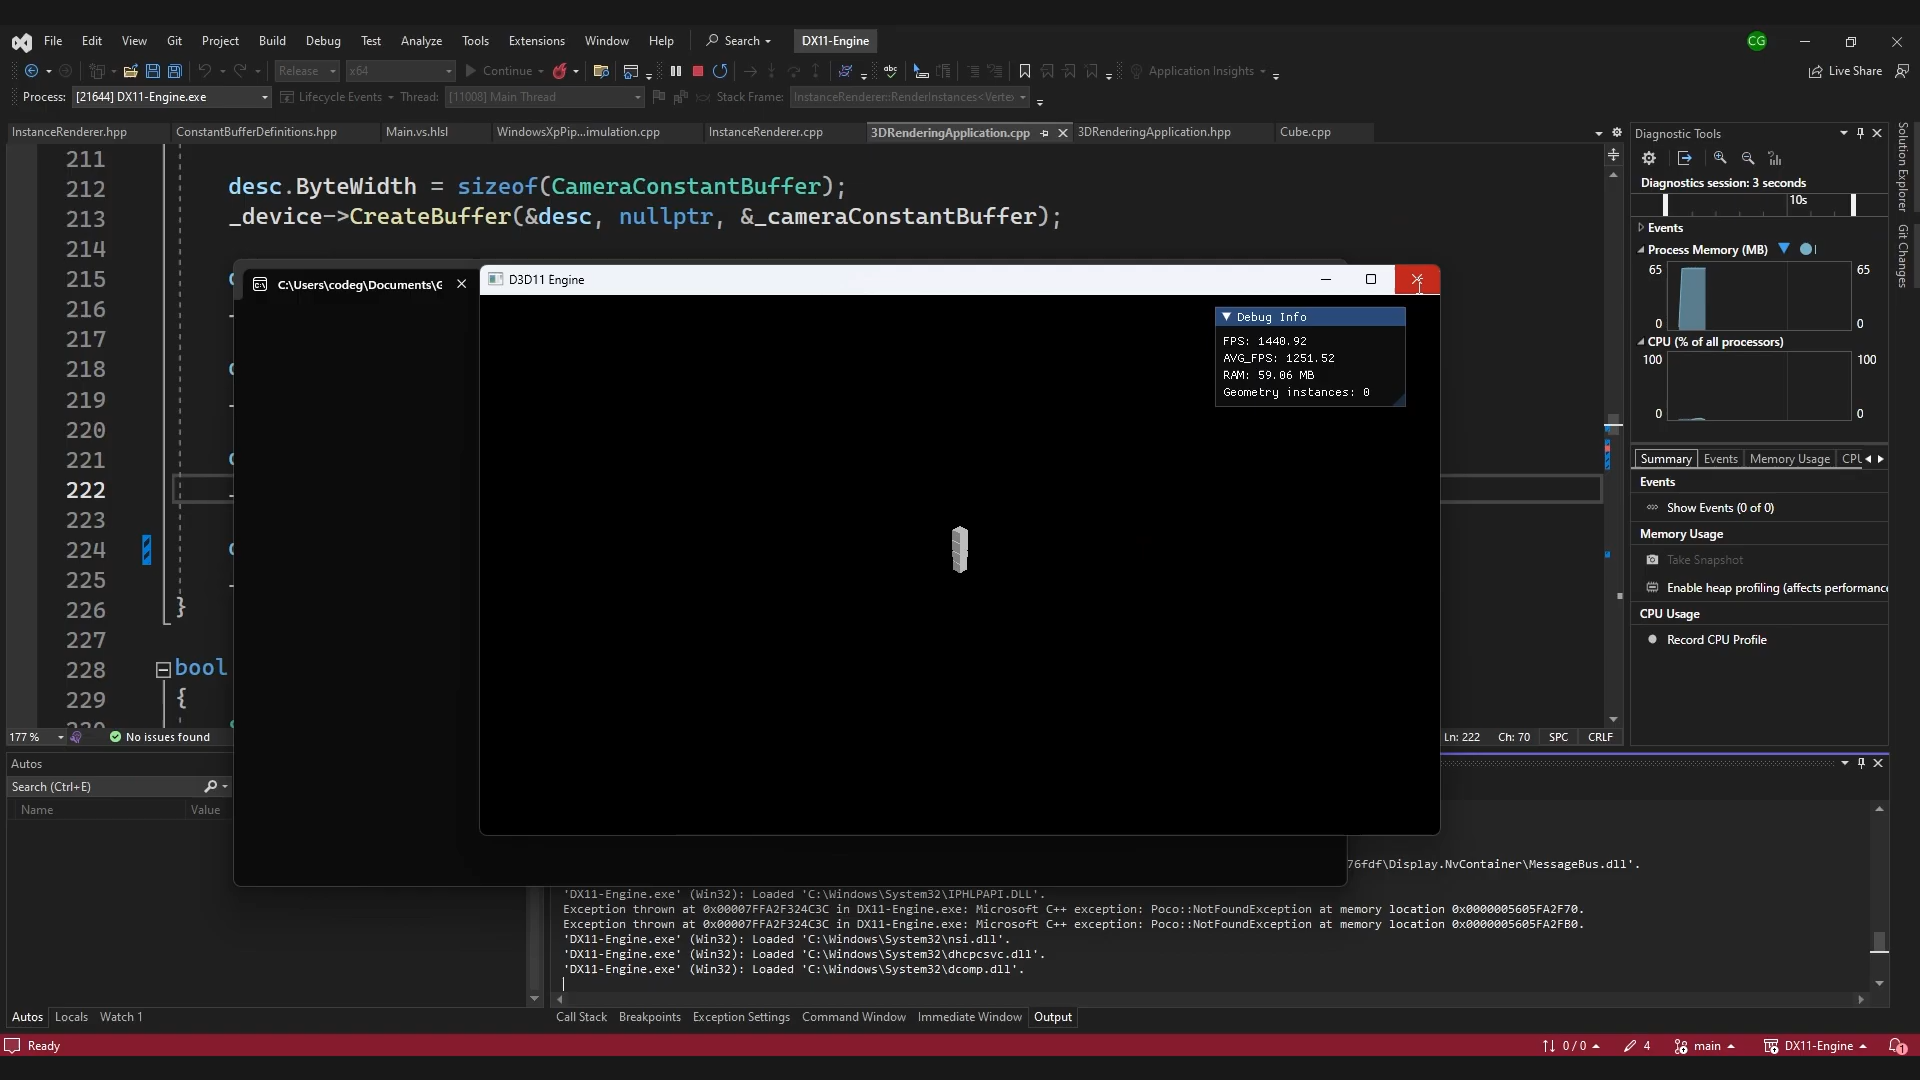 File Edit View Git Project Build Debug Test Analyze Tools Extensions Window Help Search DX11-Engine CG
Release x64 Continue Application Insights Live Share
Process: [21644] DX11-Engine.exe Lifecycle Events Thread: [11008] Main Thread Stack Frame: InstanceRenderer::RenderInstances<Verte
InstanceRenderer.hpp ConstantBufferDefinitions.hpp Main.vs.hlsl WindowsXpPip...imulation.cpp InstanceRenderer.cpp 3DRenderingApplication.cpp 3DRenderingApplication.hpp Cube.cpp
211
212 desc.ByteWidth = sizeof(CameraConstantBuffer);
213 _device->CreateBuffer(&desc, nullptr, &_cameraConstantBuffer);
214
215
216
217
218
219
220
221
222
223
224
225
226 }
227
228 bool
229 {
C:\Users\codeg\Documents\G
D3D11 Engine
Debug Info
FPS: 1440.92
AVG_FPS: 1251.52
RAM: 59.06 MB
Geometry instances: 0
177 % No issues found Ln: 222 Ch: 70 SPC CRLF
Diagnostic Tools
Diagnostics session: 3 seconds
10s
Events
Process Memory (MB)
65 65
0 0
CPU (% of all processors)
100 100
0 0
Summary Events Memory Usage CPU
Events
Show Events (0 of 0)
Memory Usage
Take Snapshot
Enable heap profiling (affects performance
CPU Usage
Record CPU Profile
Solution Explorer
Git Changes
Autos
Search (Ctrl+E)
Name Value
76fdf\Display.NvContainer\MessageBus.dll'.
'DX11-Engine.exe' (Win32): Loaded 'C:\Windows\System32\IPHLPAPI.DLL'.
Exception thrown at 0x00007FFA2F324C3C in DX11-Engine.exe: Microsoft C++ exception: Poco::NotFoundException at memory location 0x0000005605FA2F70.
Exception thrown at 0x00007FFA2F324C3C in DX11-Engine.exe: Microsoft C++ exception: Poco::NotFoundException at memory location 0x0000005605FA2FB0.
'DX11-Engine.exe' (Win32): Loaded 'C:\Windows\System32\nsi.dll'.
'DX11-Engine.exe' (Win32): Loaded 'C:\Windows\System32\dhcpcsvc.dll'.
'DX11-Engine.exe' (Win32): Loaded 'C:\Windows\System32\dcomp.dll'.
Autos Locals Watch 1
Call Stack Breakpoints Exception Settings Command Window Immediate Window Output
Ready 0 / 0 4 main DX11-Engine 1